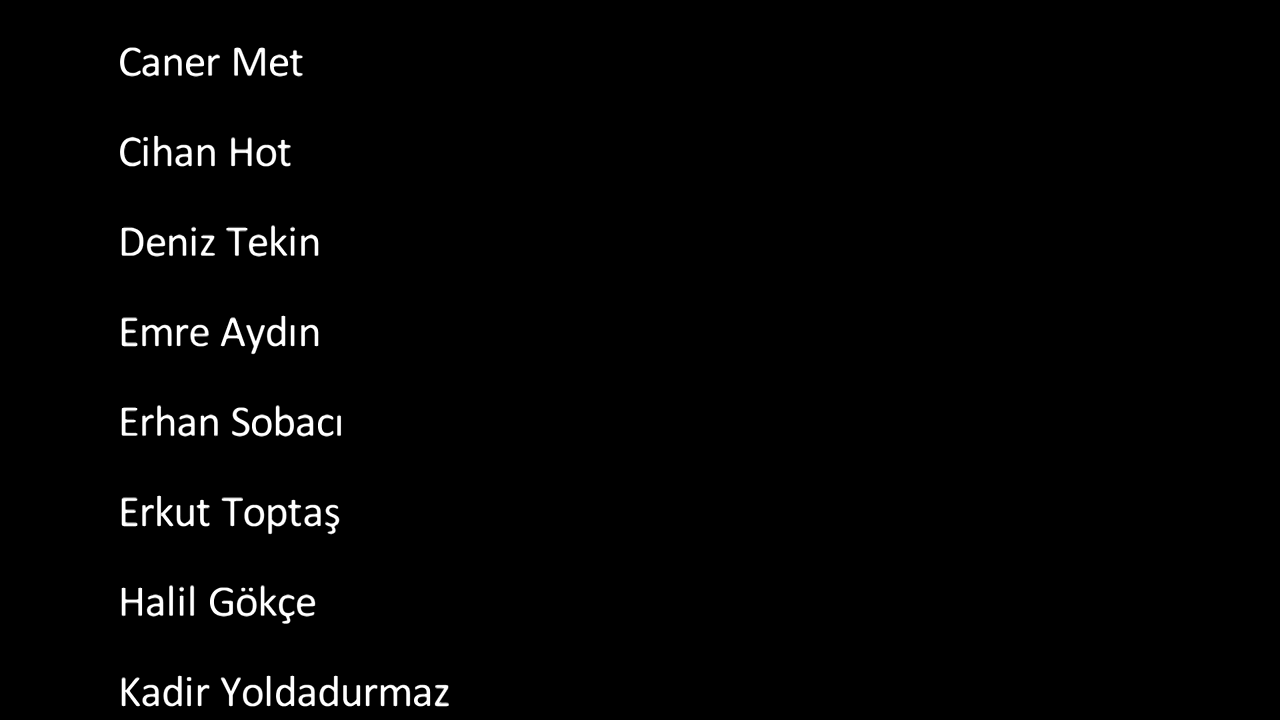 Caner Met
Cihan Hot
Deniz Tekin
Emre Aydın
Erhan Sobacı
Erkut Toptaş
Halil Gökçe
Kadir Yoldadurmaz